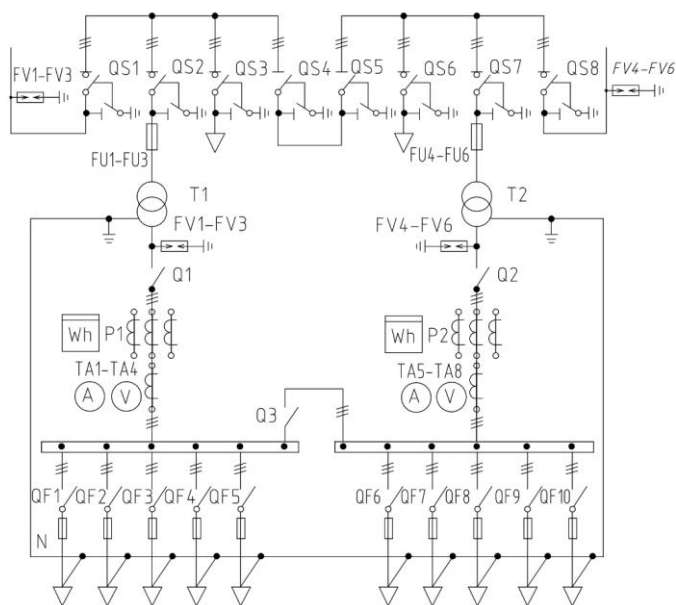 QS1 QS2 QS3 QS4 QS5 QS6 QS7 QS8
FV1-FV3 FV4-FV6
FU1-FU3 FU4-FU6
T1 T2
FV1-FV3 FV4-FV6
Q1 Q2
Wh P1 Wh P2
TA1-TA4 TA5-TA8
A V A V
Q3
QF1 QF2 QF3 QF4 QF5 QF6 QF7 QF8 QF9 QF10
N